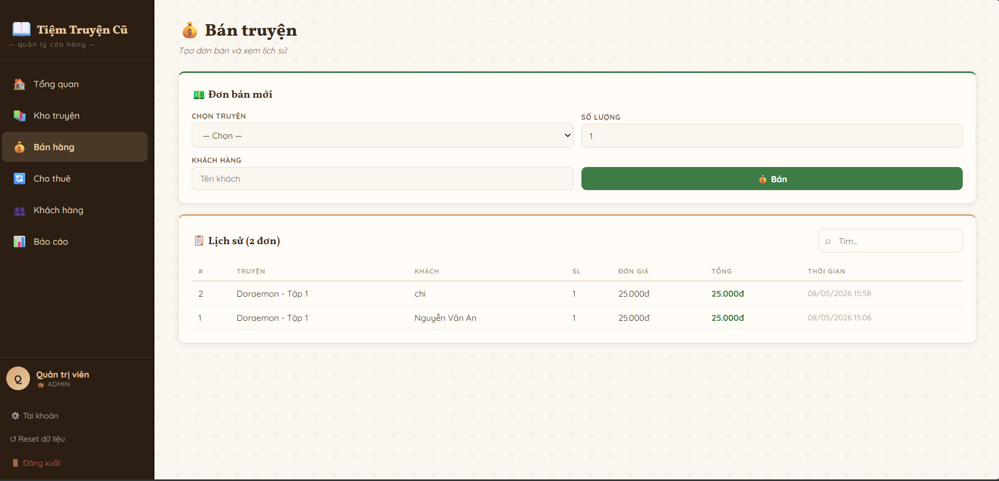 Tiệm Truyện Cũ
— quản lý cửa hàng —
Tổng quan
Kho truyện
Bán hàng
Cho thuê
Khách hàng
Báo cáo
Q
Quản trị viên
ADMIN
Tài khoản
↺ Reset dữ liệu
Đăng xuất
Bán truyện
Tạo đơn bán và xem lịch sử
Đơn bán mới
CHỌN TRUYỆN
SỐ LƯỢNG
— Chọn —
1
KHÁCH HÀNG
Tên khách
Bán
Lịch sử (2 đơn)
Tìm...
# TRUYỆN KHÁCH SL ĐƠN GIÁ TỔNG THỜI GIAN
2 Doraemon - Tập 1 chi 1 25.000đ 25.000đ 08/05/2026 15:58
1 Doraemon - Tập 1 Nguyễn Văn An 1 25.000đ 25.000đ 08/05/2026 15:06